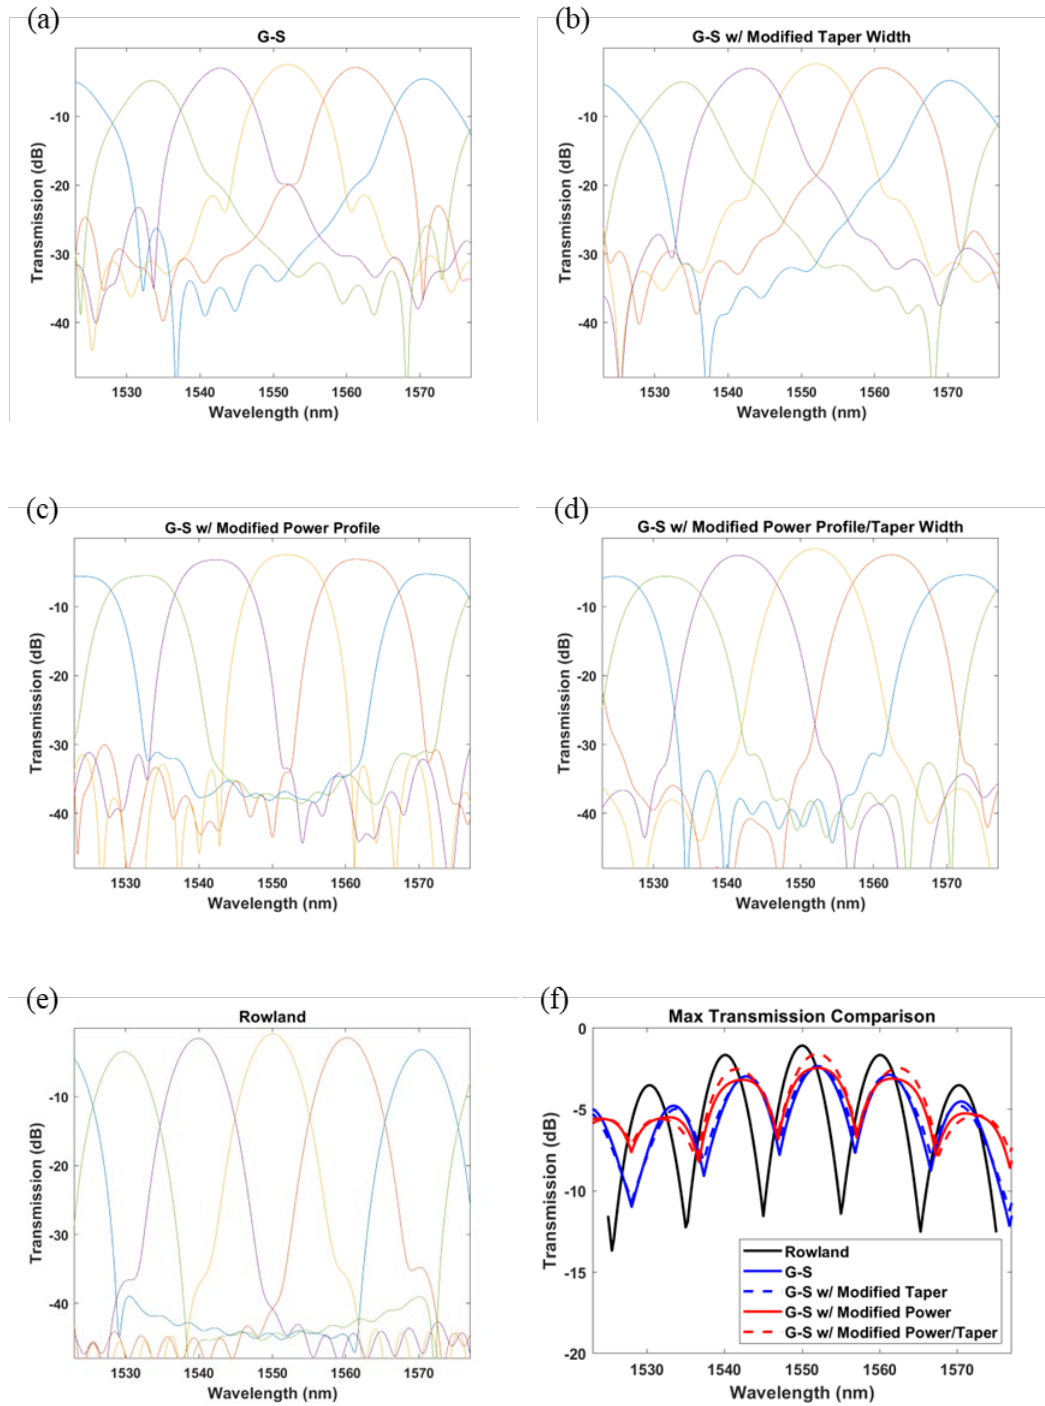 (a)
G-S
Transmission (dB)
-10
-20
-30
-40
1530 1540 1550 1560 1570
Wavelength (nm)
(b)
G-S w/ Modified Taper Width
Transmission (dB)
-10
-20
-30
-40
1530 1540 1550 1560 1570
Wavelength (nm)
(c)
G-S w/ Modified Power Profile
Transmission (dB)
-10
-20
-30
-40
1530 1540 1550 1560 1570
Wavelength (nm)
(d)
G-S w/ Modified Power Profile/Taper Width
Transmission (dB)
-10
-20
-30
-40
1530 1540 1550 1560 1570
Wavelength (nm)
(e)
Rowland
Transmission (dB)
-10
-20
-30
-40
1530 1540 1550 1560 1570
Wavelength (nm)
(f)
Max Transmission Comparison
Transmission (dB)
0
-5
-10
-15
-20
Rowland
G-S
G-S w/ Modified Taper
G-S w/ Modified Power
G-S w/ Modified Power/Taper
1530 1540 1550 1560 1570
Wavelength (nm)